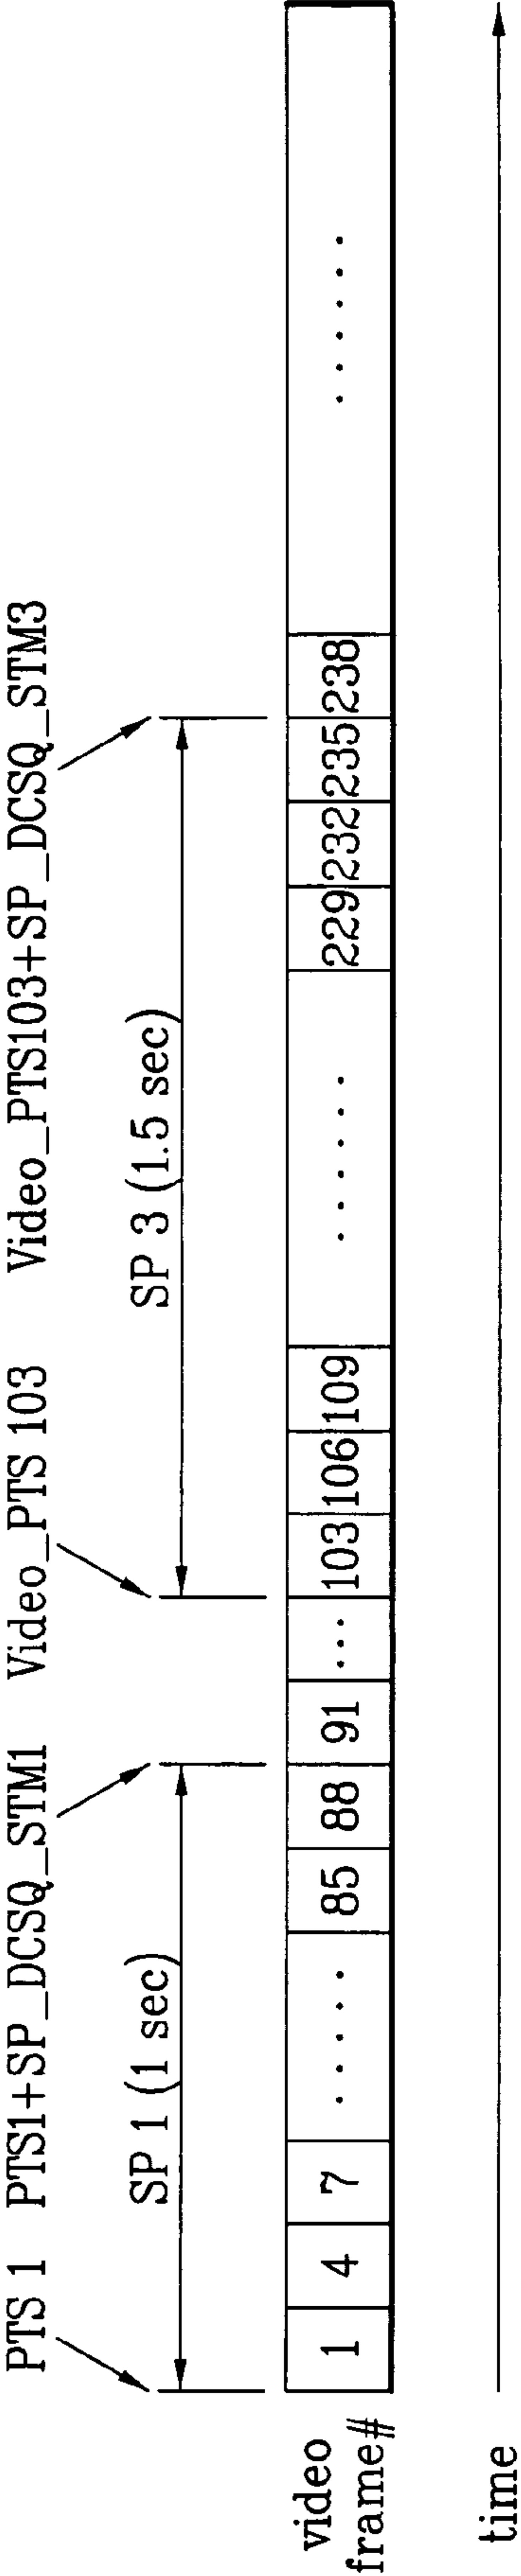 PTS 1 PTS1+SP_DCSQ_STM1 Video_PTS 103 Video_PTS103+SP_DCSQ_STM3
SP 1 (1 sec) SP 3 (1.5 sec)
video frame# 1 4 7 ...... 85 88 91 ... 103 106 109 ...... 229 232 235 238 ......
time